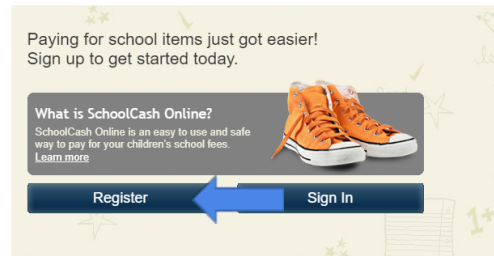 Paying for school items just got easier!
Sign up to get started today.
What is SchoolCash Online?
SchoolCash Online is an easy to use and safe
way to pay for your children's school fees.
Learn more
Register
Sign In
1+